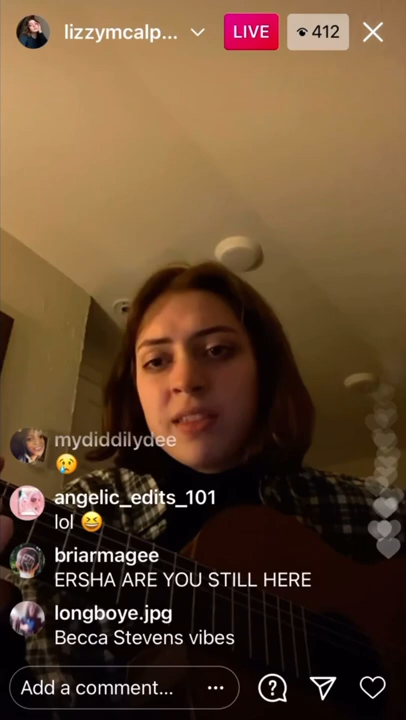 lizzymcalp...
LIVE
412
mydiddilydee
😢
angelic_edits_101
lol 😆
briarmagee
ERSHA ARE YOU STILL HERE
longboye.jpg
Becca Stevens vibes
Add a comment...